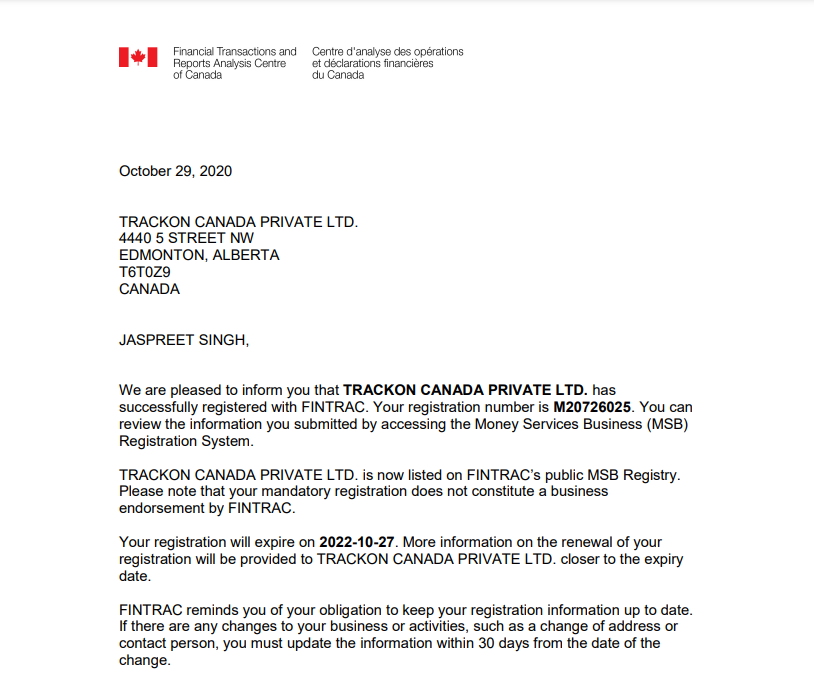 Financial Transactions and
Reports Analysis Centre
of Canada
Centre d'analyse des opérations
et déclarations financières
du Canada
October 29, 2020
TRACKON CANADA PRIVATE LTD.
4440 5 STREET NW
EDMONTON, ALBERTA
T6T0Z9
CANADA
JASPREET SINGH,
We are pleased to inform you that TRACKON CANADA PRIVATE LTD. has
successfully registered with FINTRAC. Your registration number is M20726025. You can
review the information you submitted by accessing the Money Services Business (MSB)
Registration System.
TRACKON CANADA PRIVATE LTD. is now listed on FINTRAC's public MSB Registry.
Please note that your mandatory registration does not constitute a business
endorsement by FINTRAC.
Your registration will expire on 2022-10-27. More information on the renewal of your
registration will be provided to TRACKON CANADA PRIVATE LTD. closer to the expiry
date.
FINTRAC reminds you of your obligation to keep your registration information up to date.
If there are any changes to your business or activities, such as a change of address or
contact person, you must update the information within 30 days from the date of the
change.